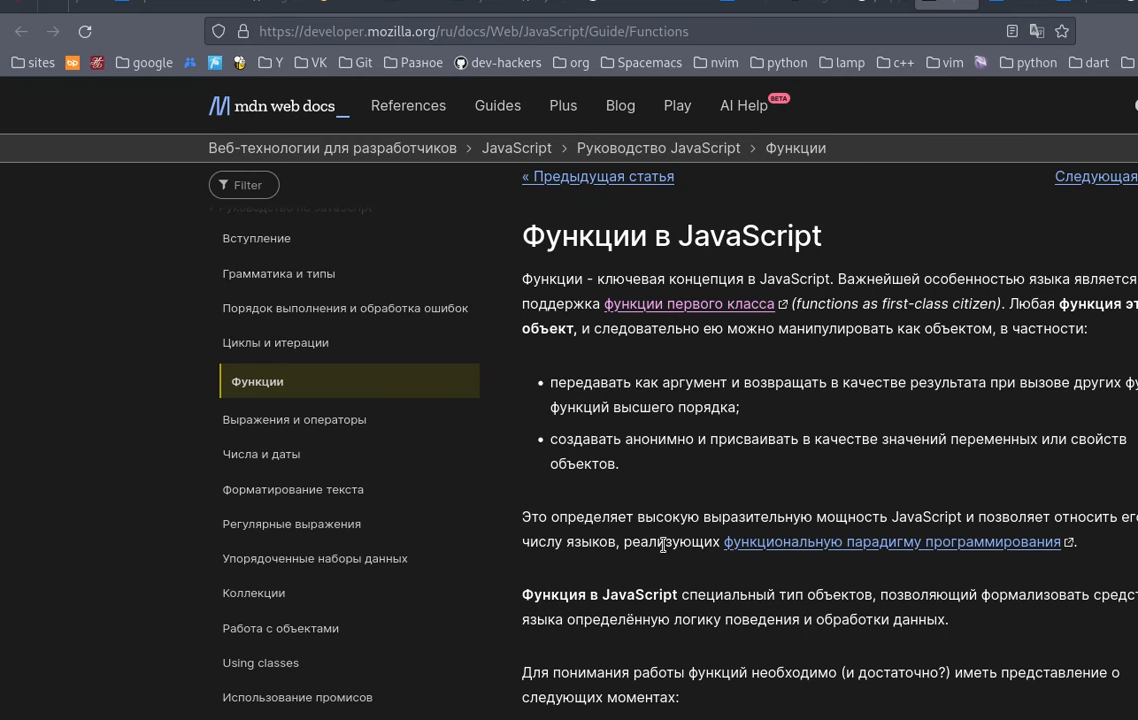 https://developer.mozilla.org/ru/docs/Web/JavaScript/Guide/Functions
sites google Y VK Git Разное dev-hackers org Spacemacs nvim python lamp c++ vim python dart
mdn web docs_ References Guides Plus Blog Play AI Help BETA
Веб-технологии для разработчиков > JavaScript > Руководство JavaScript > Функции
Filter
« Предыдущая статья Следующая
Вступление
Грамматика и типы
Порядок выполнения и обработка ошибок
Циклы и итерации
Функции
Выражения и операторы
Числа и даты
Форматирование текста
Регулярные выражения
Упорядоченные наборы данных
Коллекции
Работа с объектами
Using classes
Использование промисов
Функции в JavaScript
Функции - ключевая концепция в JavaScript. Важнейшей особенностью языка является
поддержка функции первого класса (functions as first-class citizen). Любая функция эт
объект, и следовательно ею можно манипулировать как объектом, в частности:
• передавать как аргумент и возвращать в качестве результата при вызове других фу
функций высшего порядка;
• создавать анонимно и присваивать в качестве значений переменных или свойств
объектов.
Это определяет высокую выразительную мощность JavaScript и позволяет относить его
числу языков, реализующих функциональную парадигму программирования.
Функция в JavaScript специальный тип объектов, позволяющий формализовать средст
языка определённую логику поведения и обработки данных.
Для понимания работы функций необходимо (и достаточно?) иметь представление о
следующих моментах: